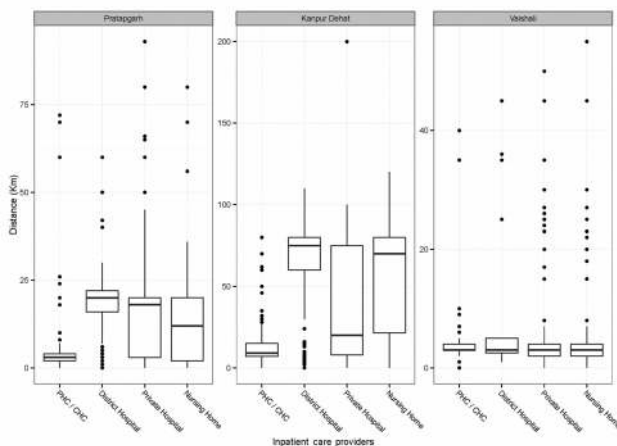 Pratapgarh
Kanpur Dehat
Vaishali
Distance (Km)
75
50
25
0
200
150
100
50
0
40
20
0
PHC / CHC
District Hospital
Private Hospital
Nursing Home
PHC / CHC
District Hospital
Private Hospital
Nursing Home
PHC / CHC
District Hospital
Private Hospital
Nursing Home
Inpatient care providers